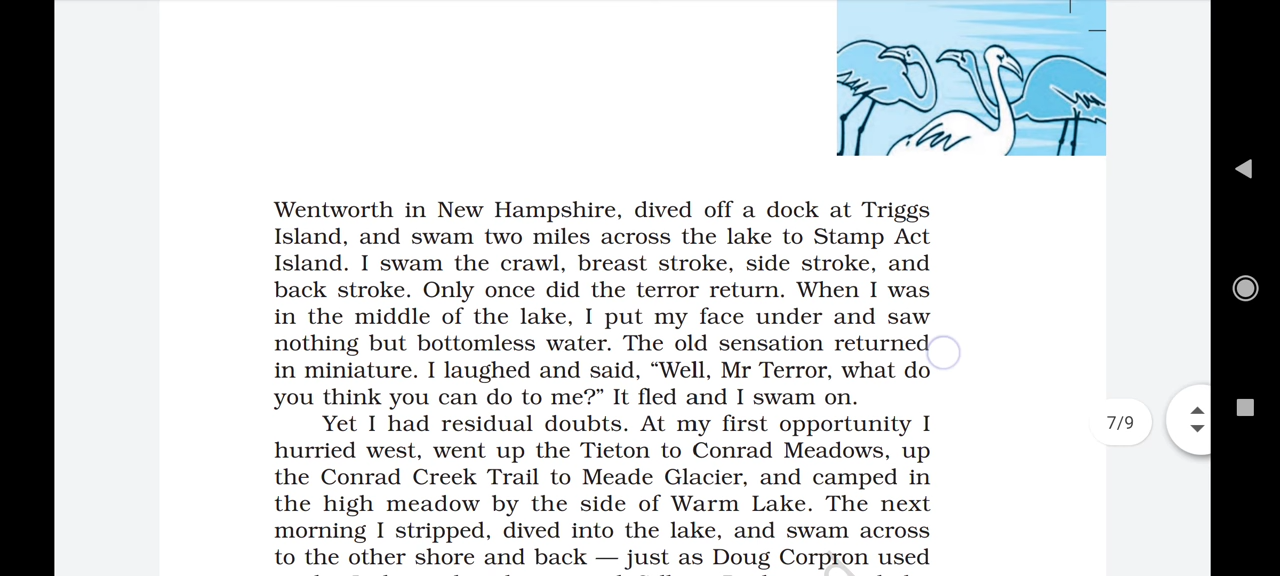 Wentworth in New Hampshire, dived off a dock at Triggs
Island, and swam two miles across the lake to Stamp Act
Island. I swam the crawl, breast stroke, side stroke, and
back stroke. Only once did the terror return. When I was
in the middle of the lake, I put my face under and saw
nothing but bottomless water. The old sensation returned
in miniature. I laughed and said, “Well, Mr Terror, what do
you think you can do to me?” It fled and I swam on.
Yet I had residual doubts. At my first opportunity I
hurried west, went up the Tieton to Conrad Meadows, up
the Conrad Creek Trail to Meade Glacier, and camped in
the high meadow by the side of Warm Lake. The next
morning I stripped, dived into the lake, and swam across
to the other shore and back — just as Doug Corpron used
7/9